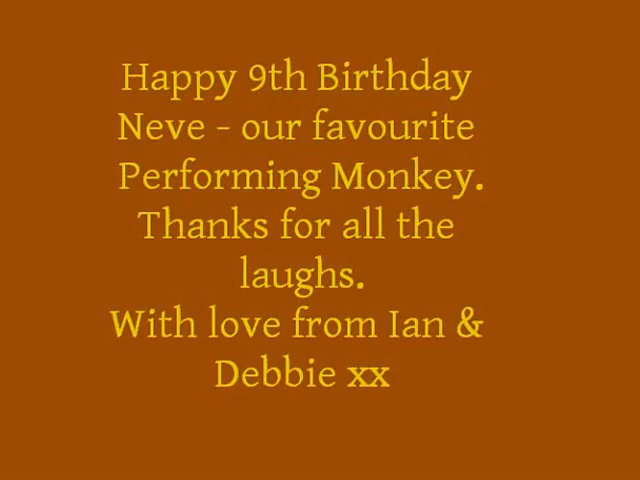 Happy 9th Birthday
Neve - our favourite
Performing Monkey.
Thanks for all the
laughs.
With love from Ian &
Debbie xx